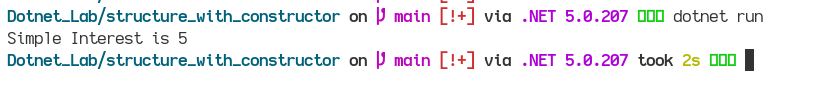 Dotnet_Lab/structure_with_constructor on  main [!+] via .NET 5.0.207 ▯▯▯ dotnet run
Simple Interest is 5
Dotnet_Lab/structure_with_constructor on  main [!+] via .NET 5.0.207 took 2s ▯▯▯